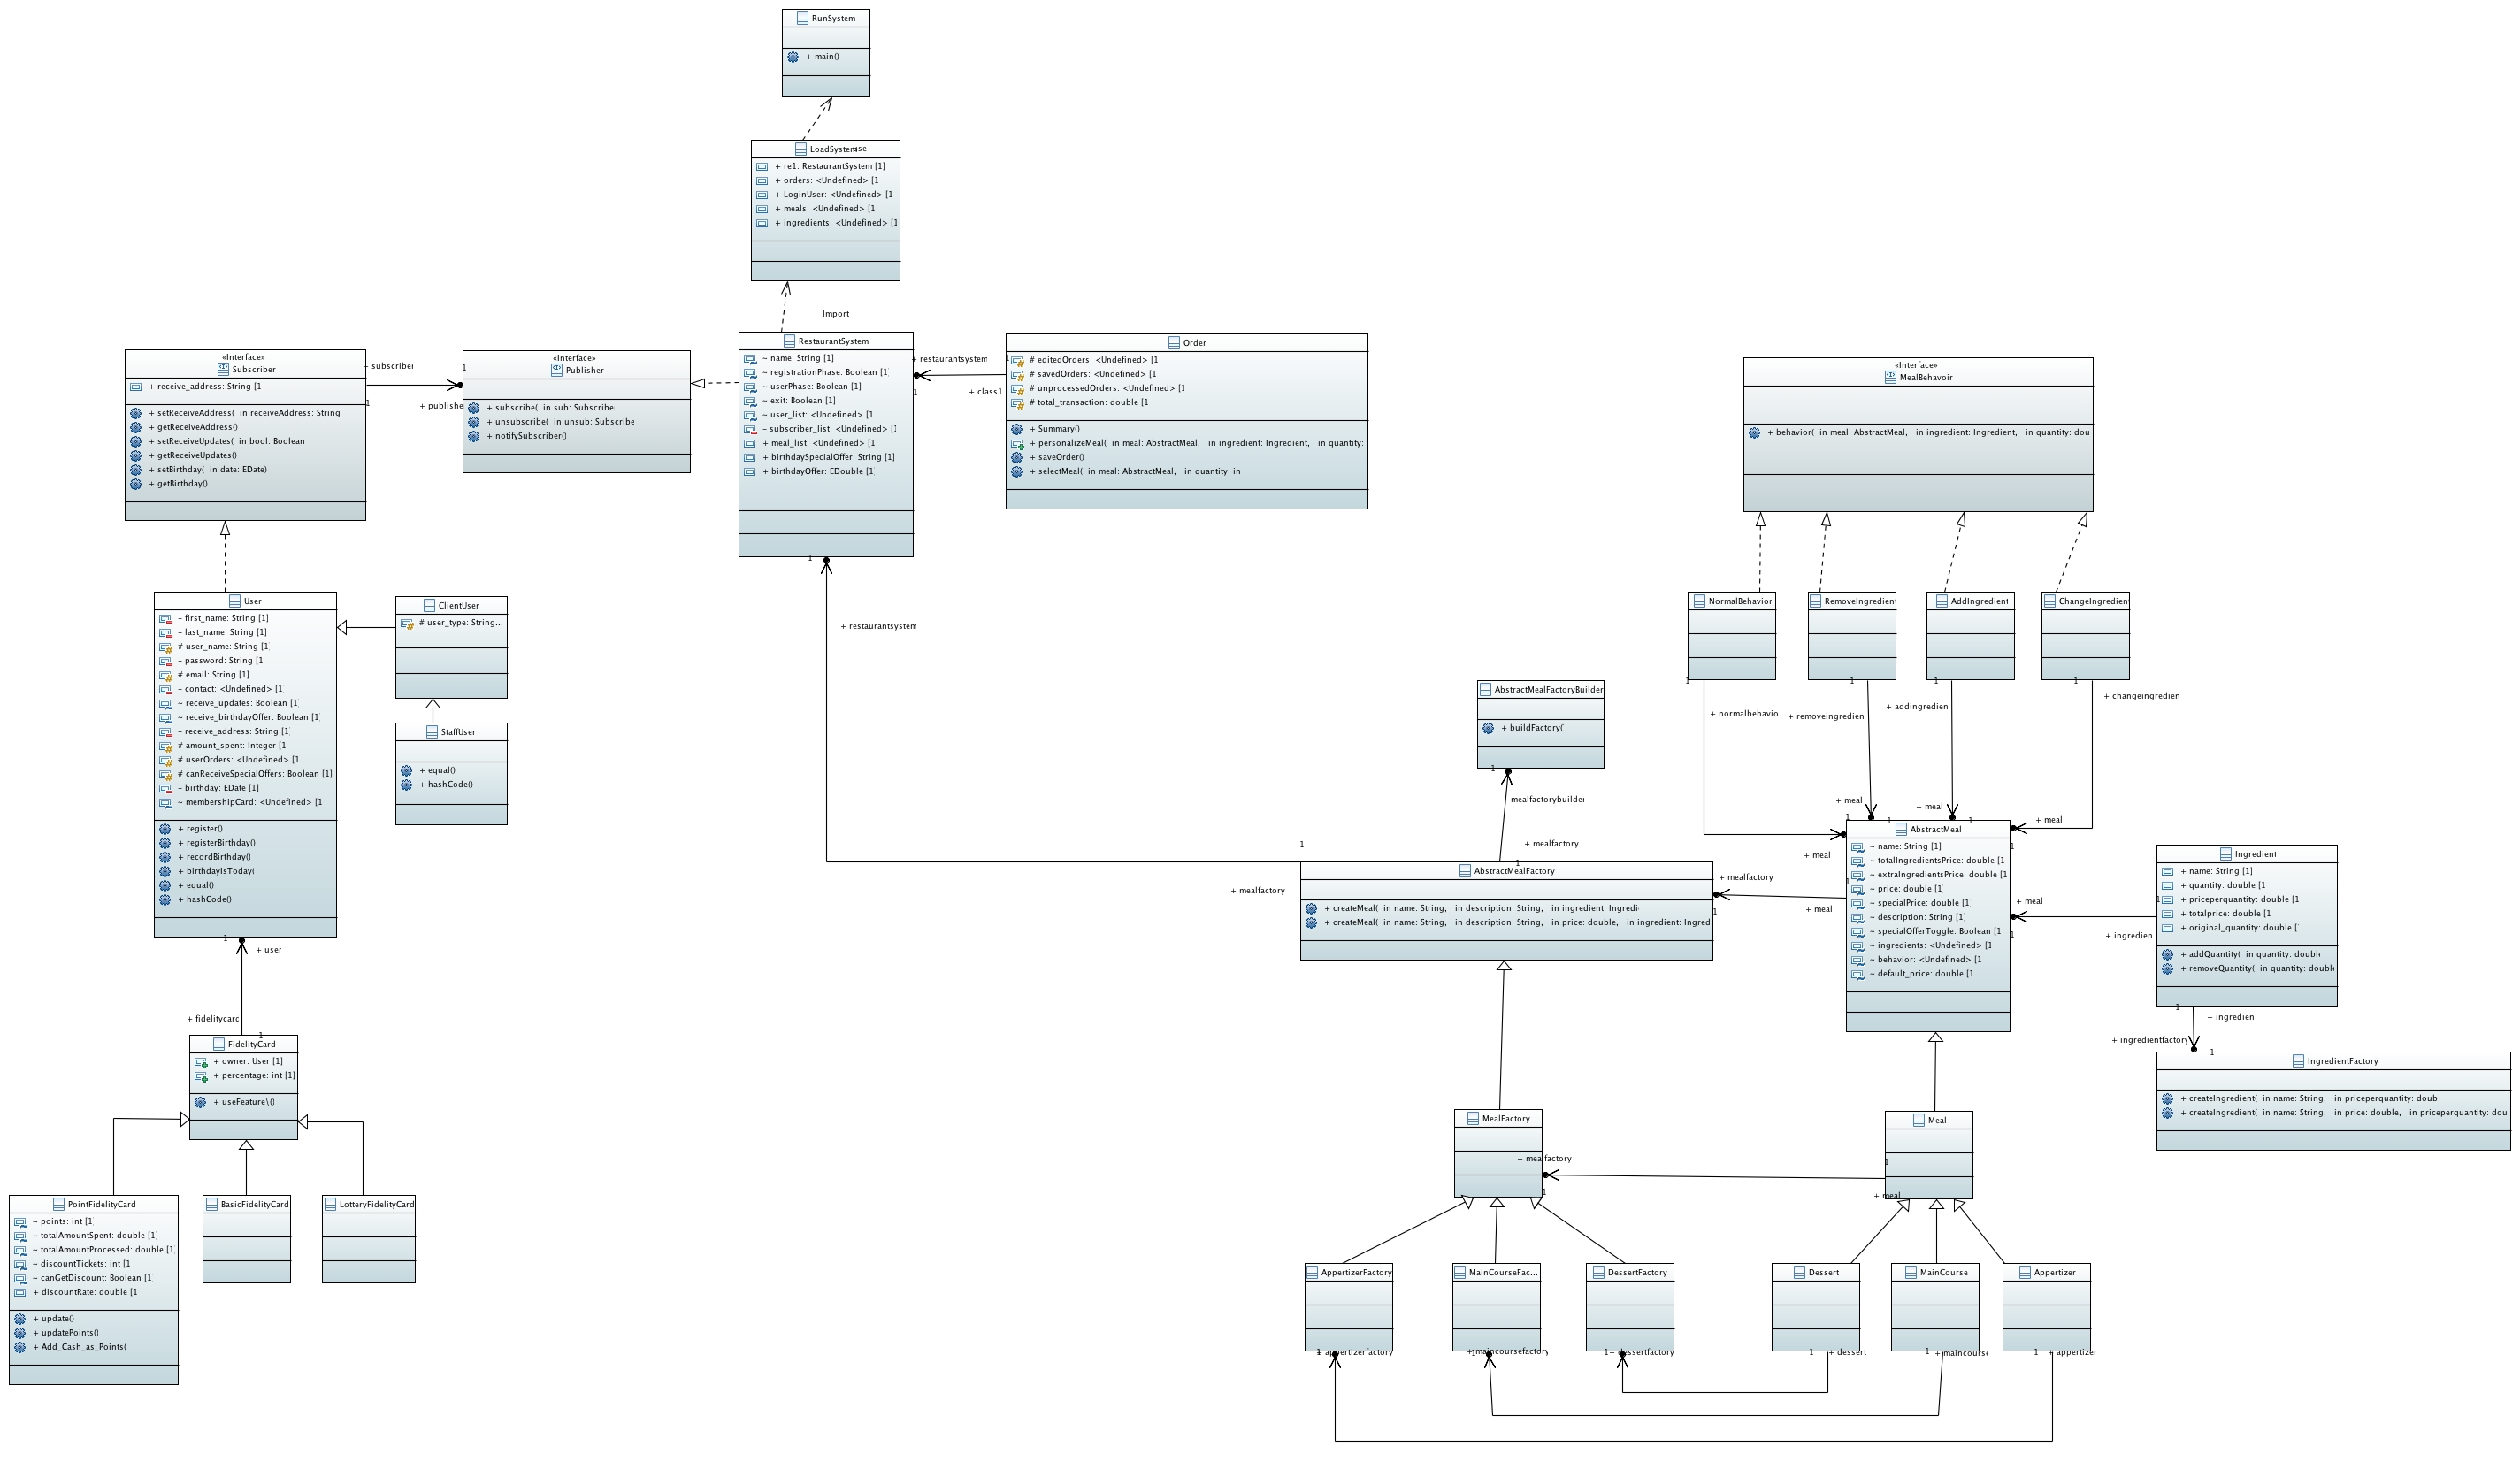 RunSystem
+ main()
LoadSystem
use
+ re1: RestaurantSystem [1]
+ orders: <Undefined> [1
+ LoginUser: <Undefined> [1
+ meals: <Undefined> [1
+ ingredients: <Undefined> [1
Import
«Interface»
Subscriber
+ receive_address: String [1
+ setReceiveAddress( in receiveAddress: String
+ getReceiveAddress()
+ setReceiveUpdates( in bool: Boolean
+ getReceiveUpdates()
+ setBirthday( in date: EDate)
+ getBirthday()
+ subscriber
1
1
+ publishe
«Interface»
Publisher
+ subscribe( in sub: Subscribe
+ unsubscribe( in unsub: Subscribe
+ notifySubscriber()
RestaurantSystem
~ name: String [1]
~ registrationPhase: Boolean [1]
~ userPhase: Boolean [1]
~ exit: Boolean [1]
~ user_list: <Undefined> [1
- subscriber_list: <Undefined> [1
+ meal_list: <Undefined> [1
+ birthdaySpecialOffer: String [1]
+ birthdayOffer: EDouble [1]
+ restaurantsystem
1
1
+ class1
Order
# editedOrders: <Undefined> [1
# savedOrders: <Undefined> [1
# unprocessedOrders: <Undefined> [1
# total_transaction: double [1
+ Summary()
+ personalizeMeal( in meal: AbstractMeal, in ingredient: Ingredient, in quantity:
+ saveOrder()
+ selectMeal( in meal: AbstractMeal, in quantity: in
«Interface»
MealBehavoir
+ behavior( in meal: AbstractMeal, in ingredient: Ingredient, in quantity: dou
User
- first_name: String [1]
- last_name: String [1]
# user_name: String [1]
- password: String [1]
# email: String [1]
- contact: <Undefined> [1
~ receive_updates: Boolean [1
~ receive_birthdayOffer: Boolean [1
- receive_address: String [1]
# amount_spent: Integer [1]
# userOrders: <Undefined> [1
# canReceiveSpecialOffers: Boolean [1]
- birthday: EDate [1]
~ membershipCard: <Undefined> [1
+ register()
+ registerBirthday()
+ recordBirthday()
+ birthdayIsToday(
+ equal()
+ hashCode()
ClientUser
# user_type: String...
StaffUser
+ equal()
+ hashCode()
1
+ restaurantsystem
1
+ mealfactory
NormalBehavior
RemoveIngredien
AddIngredient
ChangeIngredien
1
1
1
1
+ normalbehavio
+ removeingredien
+ addingredien
+ changeingredien
+ meal
+ meal
+ meal
+ meal
1
1
1
1
AbstractMealFactoryBuilder
+ buildFactory(
1
+ mealfactorybuilder
+ mealfactory
1
AbstractMealFactory
+ createMeal( in name: String, in description: String, in ingredient: Ingredi
+ createMeal( in name: String, in description: String, in price: double, in ingredient: Ingred
+ mealfactory
1
1
+ meal
AbstractMeal
~ name: String [1]
~ totalIngredientsPrice: double [1
~ extraIngredientsPrice: double [1
~ price: double [1]
~ specialPrice: double [1
~ description: String [1]
~ specialOfferToggle: Boolean [1
~ ingredients: <Undefined> [1
~ behavior: <Undefined> [1
~ default_price: double [1
+ meal
1
1
+ ingredien
Ingredient
+ name: String [1]
+ quantity: double [1
+ priceperquantity: double [1
+ totalprice: double [1
+ original_quantity: double [
+ addQuantity( in quantity: double
+ removeQuantity( in quantity: double
1
+ ingredien
+ ingredientfactory
1
IngredientFactory
+ createIngredient( in name: String, in priceperquantity: doub
+ createIngredient( in name: String, in price: double, in priceperquantity: dou
1
+ user
+ fidelitycard
1
FidelityCard
+ owner: User [1]
+ percentage: int [1]
+ useFeature\()
PointFidelityCard
~ points: int [1
~ totalAmountSpent: double [1
~ totalAmountProcessed: double [1
~ discountTickets: int [1
~ canGetDiscount: Boolean [1
+ discountRate: double [1
+ update()
+ updatePoints()
+ Add_Cash_as_Points(
BasicFidelityCard
LotteryFidelityCard
MealFactory
+ mealfactory
1
Meal
1
+ meal
AppertizerFactory
MainCourseFac...
DessertFactory
Dessert
MainCourse
Appertizer
1
+ appertizerfactory
1
+ maincoursefactory
1
+ dessertfactory
1
+ dessert
1
+ maincourse
1
+ appertizer